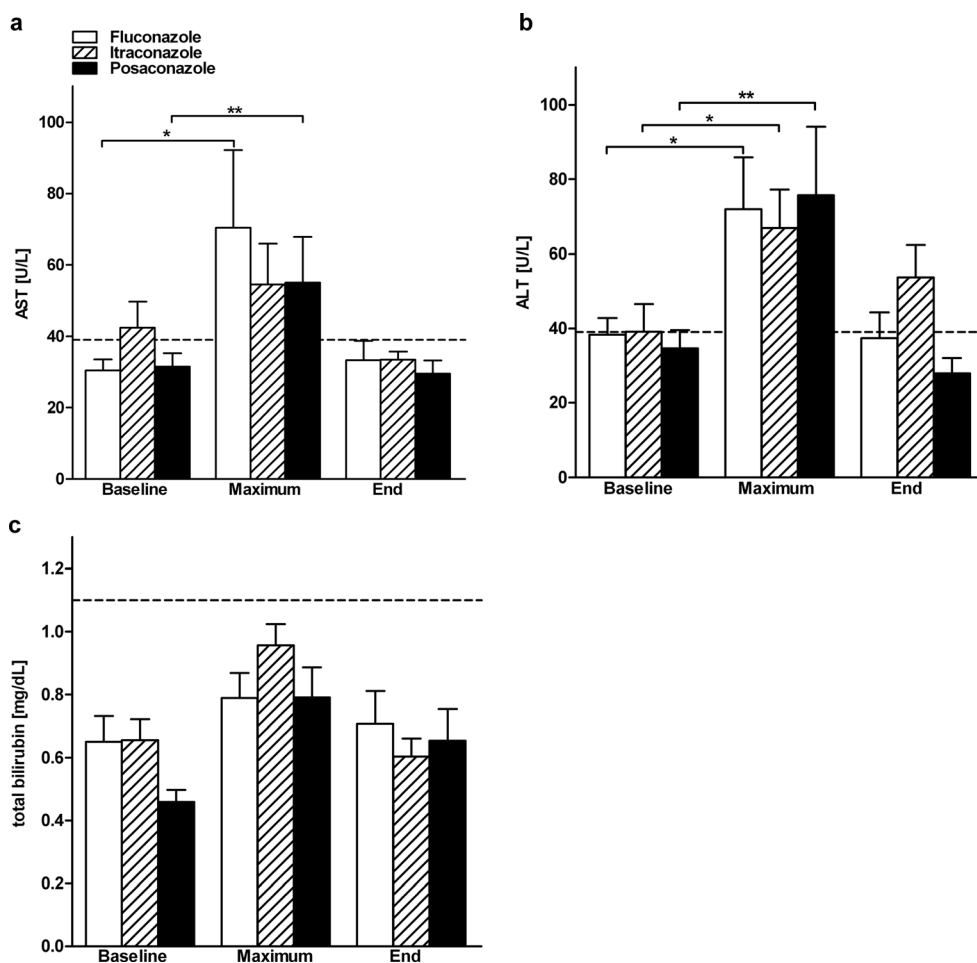 a
Fluconazole
Itraconazole
Posaconazole
AST [U/L]
100
80
60
40
20
0
*
**
Baseline Maximum End
b
ALT [U/L]
100
80
60
40
20
0
*
*
**
Baseline Maximum End
c
total bilirubin [mg/dL]
1.2
1.0
0.8
0.6
0.4
0.2
0.0
Baseline Maximum End